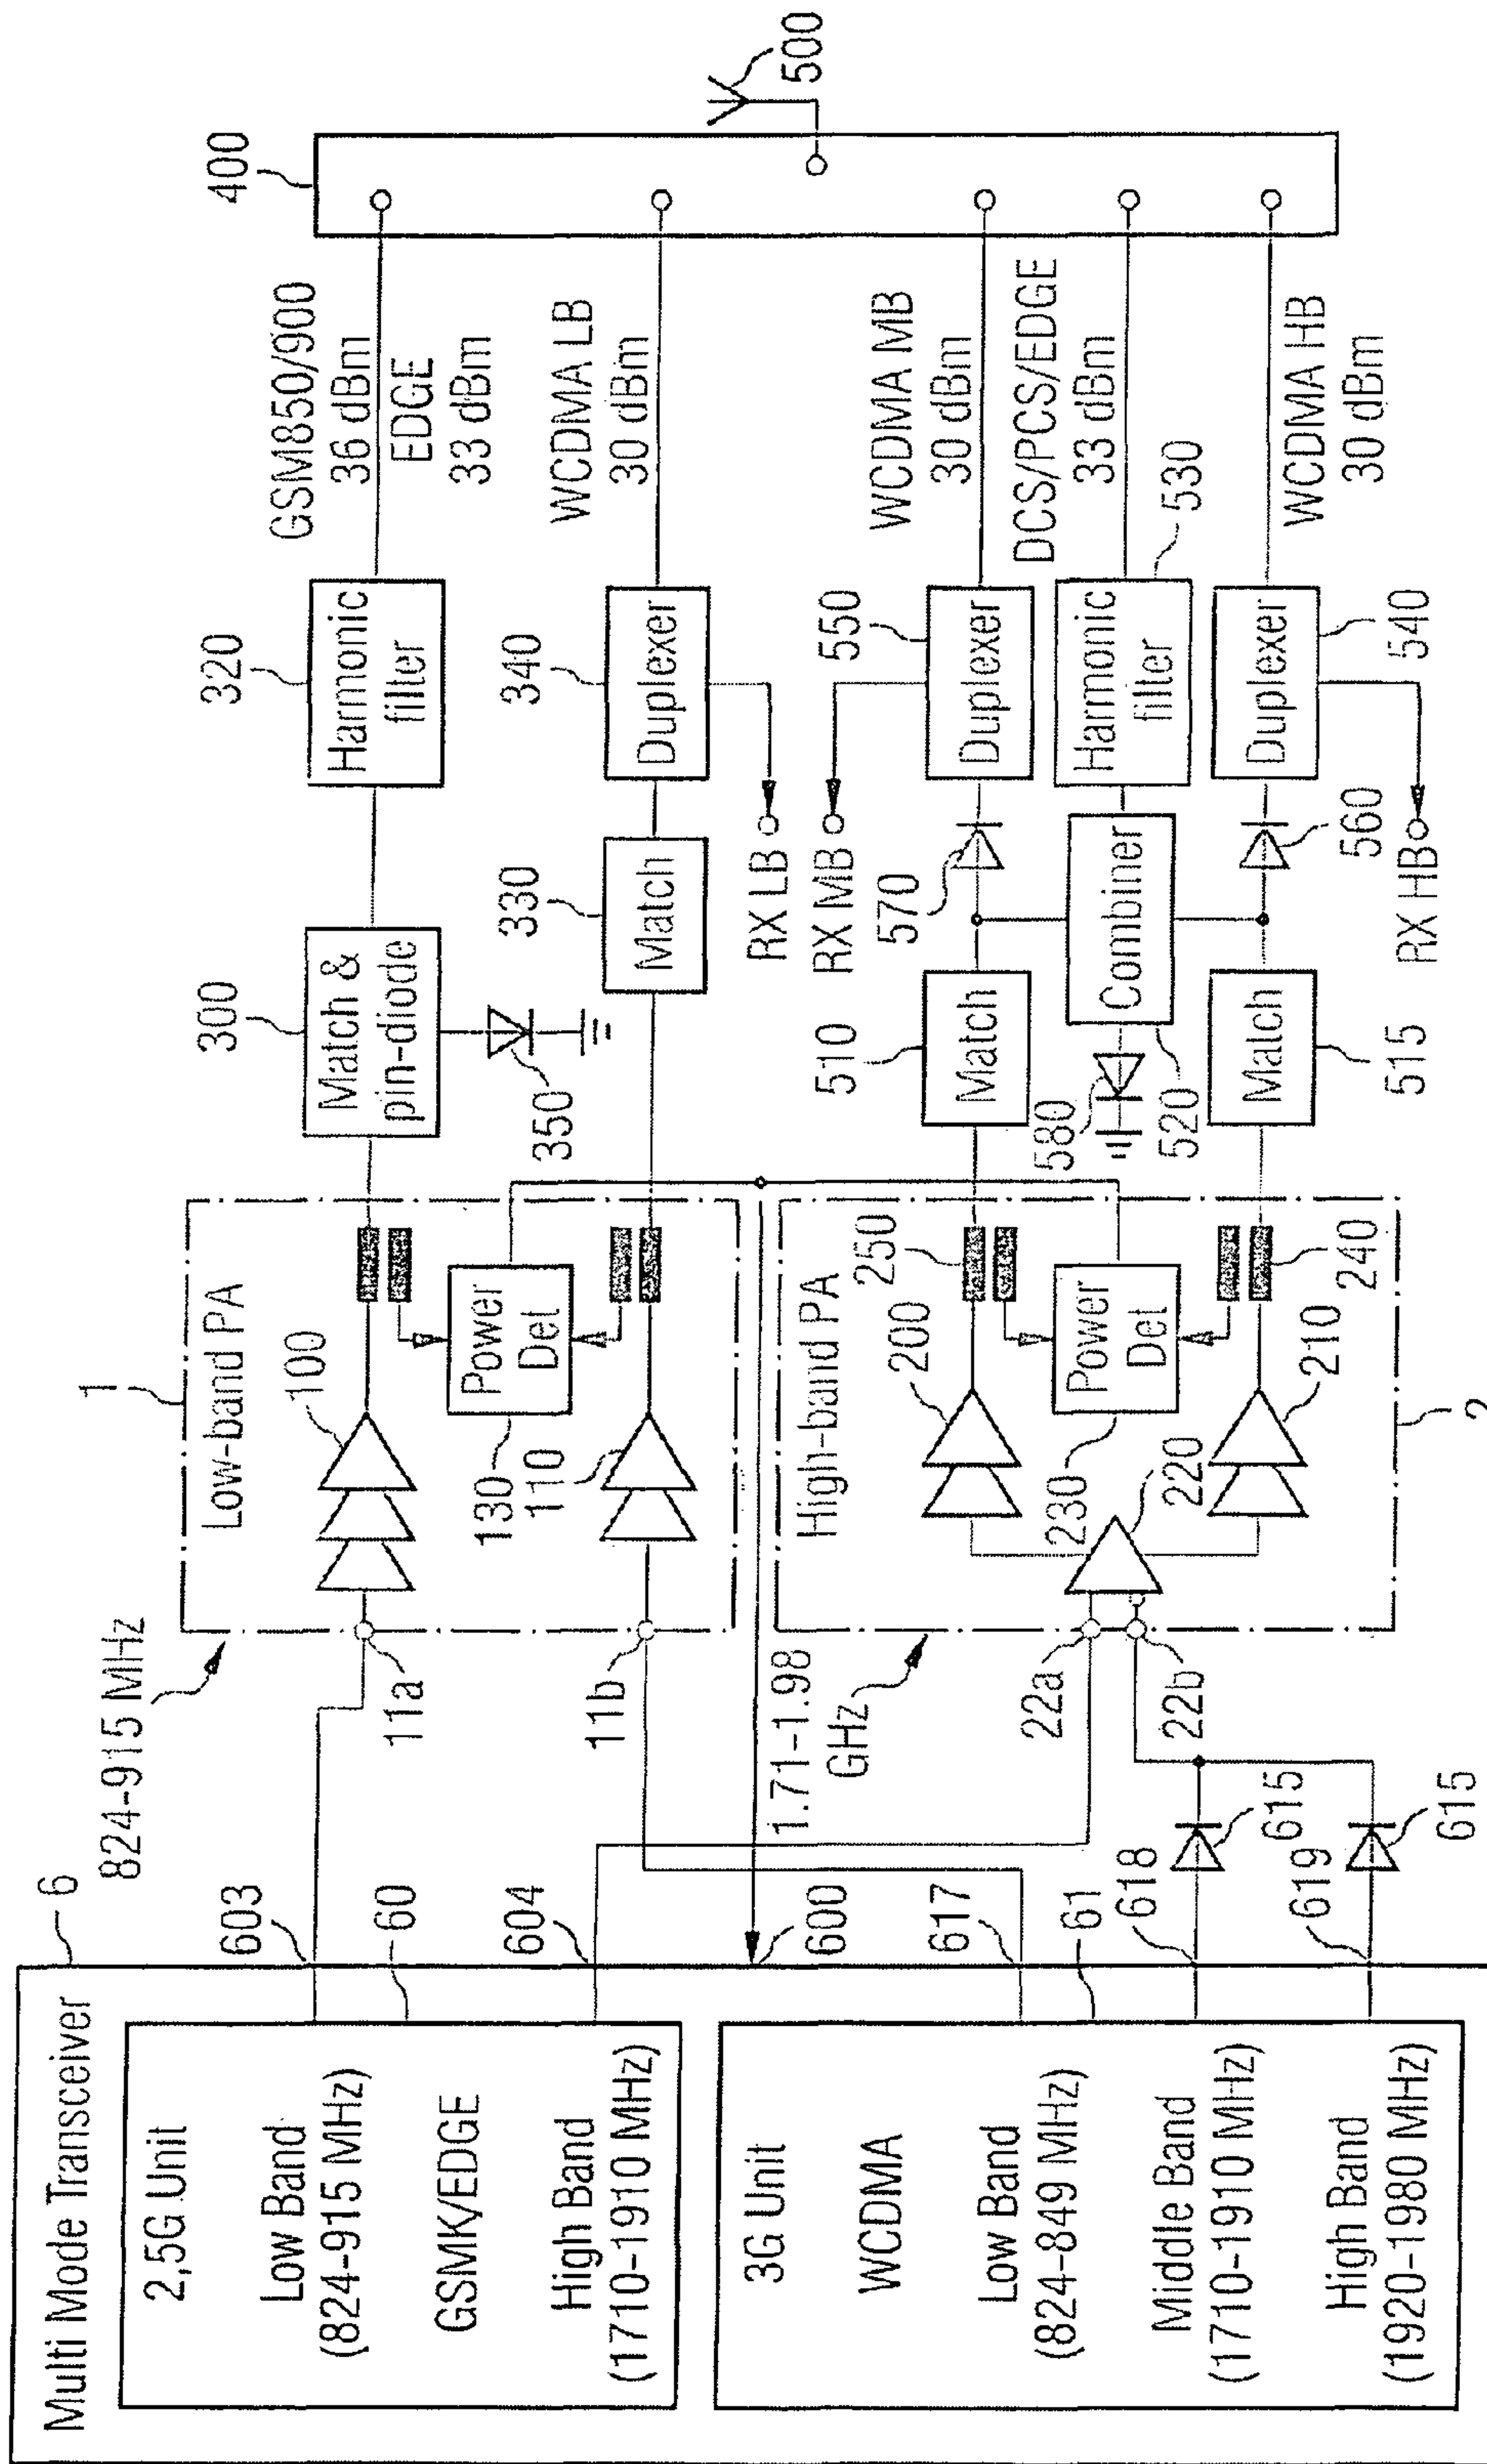 Multi Mode Transceiver
6
2,5G Unit
Low Band
(824-915 MHz)
GSMK/EDGE
High Band
(1710-1910 MHz)
3G Unit
WCDMA
Low Band
(824-849 MHz)
Middle Band
(1710-1910 MHz)
High Band
(1920-1980 MHz)
603
60
604
600
617
61
618
619
615
615
824-915 MHz
11a
11b
1.71-1.98
GHz
22a
22b
1
Low-band PA
100
Power
Det
130
110
High-band PA
200
250
Power
Det
230
220
210
240
2
300
Match &
pin-diode
350
320
Harmonic
filter
330
Match
340
Duplexer
RX LB
RX MB
510
Match
570
550
Duplexer
580
Combiner
520
Harmonic
filter
530
515
Match
560
Duplexer
540
RX HB
GSM850/900
36 dBm
EDGE
33 dBm
WCDMA LB
30 dBm
WCDMA MB
30 dBm
DCS/PCS/EDGE
33 dBm
WCDMA HB
30 dBm
400
500